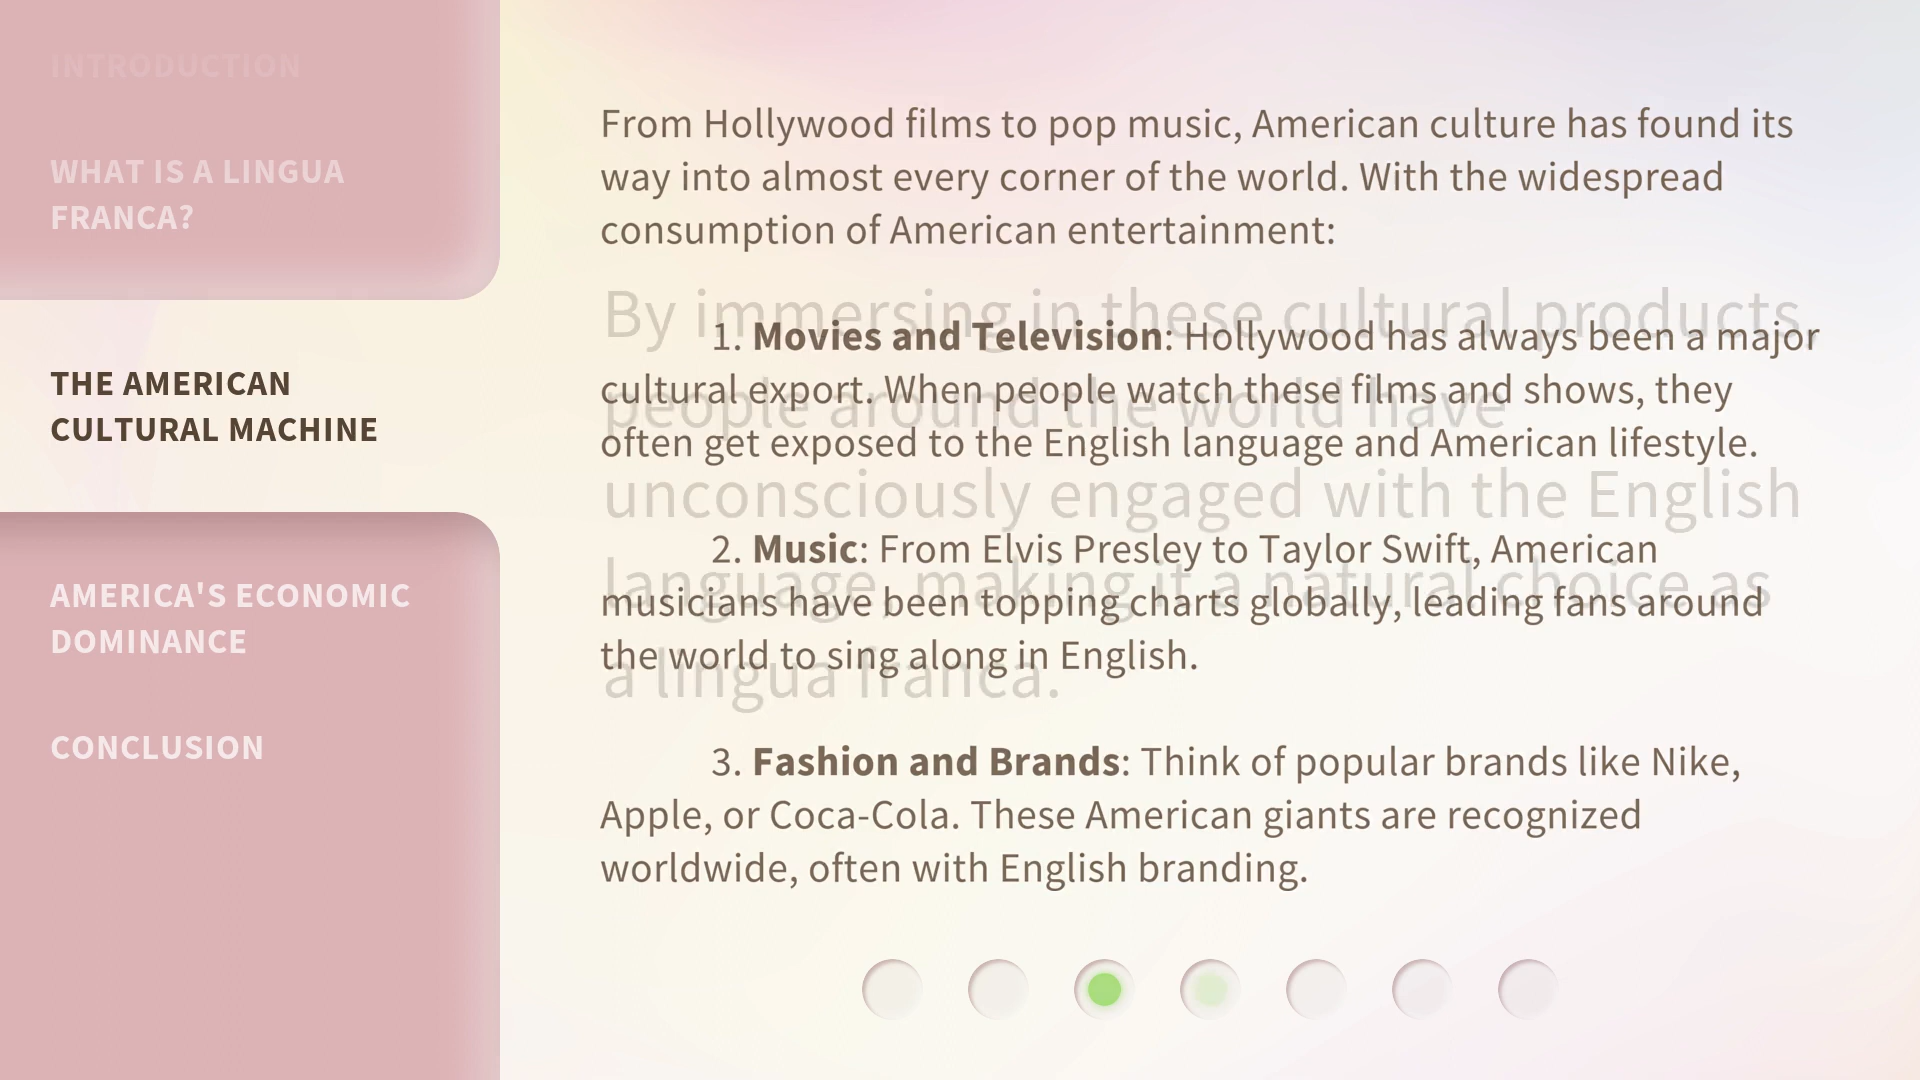 INTRODUCTION
WHAT IS A LINGUA
FRANCA?
THE AMERICAN
CULTURAL MACHINE
AMERICA'S ECONOMIC
DOMINANCE
CONCLUSION
From Hollywood films to pop music, American culture has found its
way into almost every corner of the world. With the widespread
consumption of American entertainment:
1. Movies and Television: Hollywood has always been a major
cultural export. When people watch these films and shows, they
often get exposed to the English language and American lifestyle.
2. Music: From Elvis Presley to Taylor Swift, American
musicians have been topping charts globally, leading fans around
the world to sing along in English.
3. Fashion and Brands: Think of popular brands like Nike,
Apple, or Coca-Cola. These American giants are recognized
worldwide, often with English branding.
By immersing in these cultural products,
people around the world have
unconsciously engaged with the English
language, making it a natural choice as
a lingua franca.